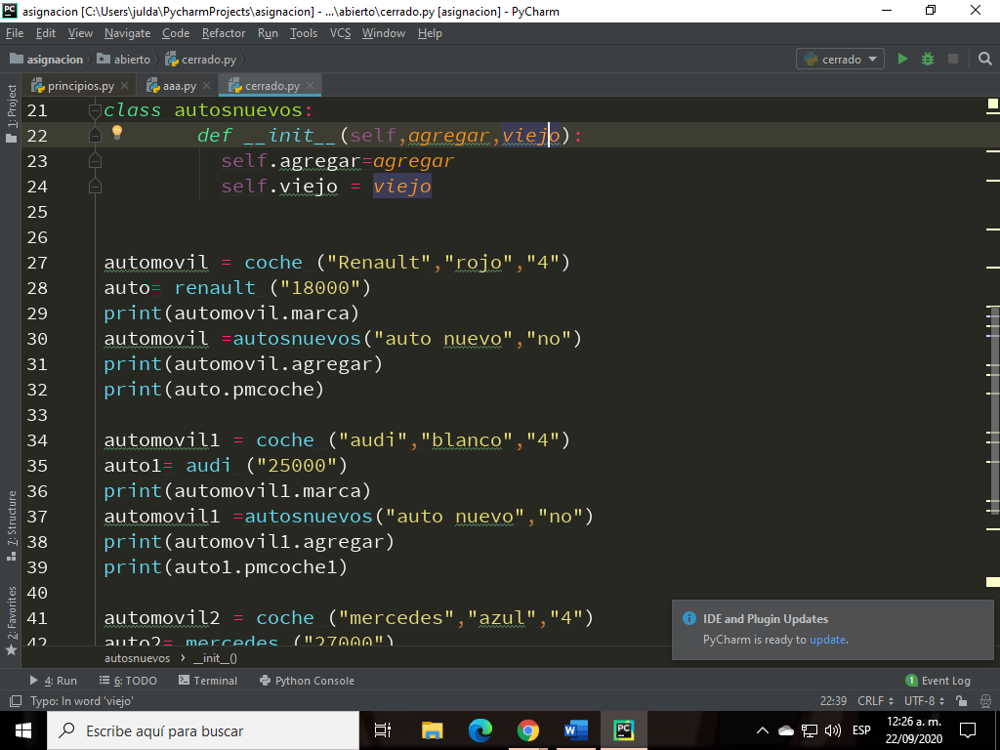 asignacion [C:\Users\julda\PycharmProjects\asignacion] - ...\abierto\cerrado.py [asignacion] - PyCharm
File Edit View Navigate Code Refactor Run Tools VCS Window Help
asignacion abierto cerrado.py cerrado
principios.py aaa.py cerrado.py
1: Project
21 class autosnuevos:
22 def __init__(self,agregar,viejo):
23 self.agregar=agregar
24 self.viejo = viejo
25
26
27 automovil = coche ("Renault","rojo","4")
28 auto= renault ("18000")
29 print(automovil.marca)
30 automovil =autosnuevos("auto nuevo","no")
31 print(automovil.agregar)
32 print(auto.pmcoche)
33
34 automovil1 = coche ("audi","blanco","4")
35 auto1= audi ("25000")
36 print(automovil1.marca)
37 automovil1 =autosnuevos("auto nuevo","no")
38 print(automovil1.agregar)
39 print(auto1.pmcoche1)
40
41 automovil2 = coche ("mercedes","azul","4")
42 auto2= mercedes ("27000")
7: Structure
2: Favorites
IDE and Plugin Updates
PyCharm is ready to update.
autosnuevos › __init__()
4: Run 6: TODO Terminal Python Console 1 Event Log
Typo: In word 'viejo' 22:39 CRLF UTF-8
Escribe aquí para buscar
ESP
12:26 a. m.
22/09/2020